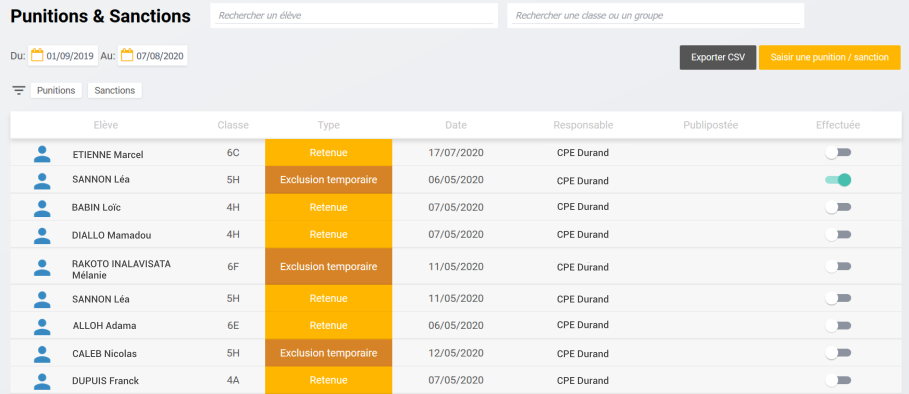 Punitions & Sanctions Rechercher un élève Rechercher une classe ou un groupe
Du: 01/09/2019 Au: 07/08/2020 Exporter CSV Saisir une punition / sanction
Punitions Sanctions
Elève Classe Type Date Responsable Publipostée Effectuée
ETIENNE Marcel 6C Retenue 17/07/2020 CPE Durand
SANNON Léa 5H Exclusion temporaire 06/05/2020 CPE Durand
BABIN Loïc 4H Retenue 07/05/2020 CPE Durand
DIALLO Mamadou 4H Retenue 07/05/2020 CPE Durand
RAKOTO INALAVISATA
Mélanie 6F Exclusion temporaire 11/05/2020 CPE Durand
SANNON Léa 5H Retenue 11/05/2020 CPE Durand
ALLOH Adama 6E Retenue 06/05/2020 CPE Durand
CALEB Nicolas 5H Exclusion temporaire 12/05/2020 CPE Durand
DUPUIS Franck 4A Retenue 07/05/2020 CPE Durand